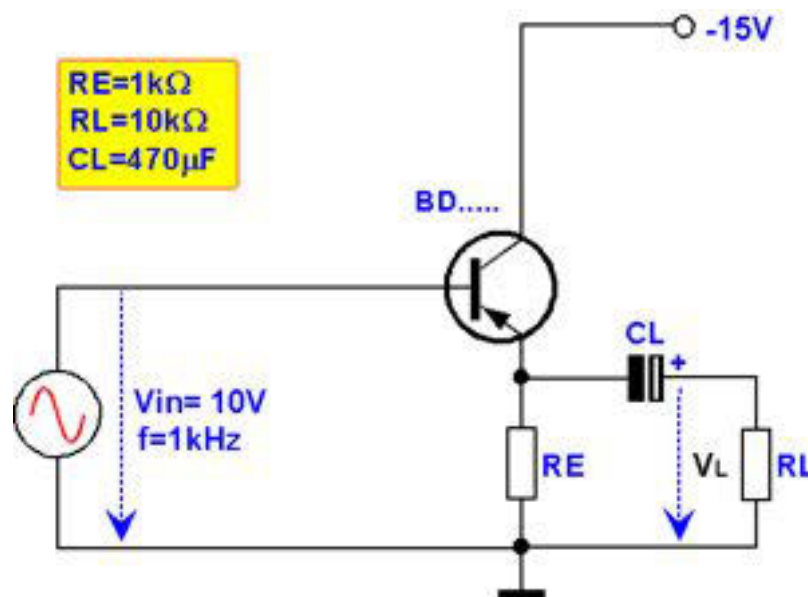 -15V
RE=1kΩ
RL=10kΩ
CL=470µF
BD.....
CL
+
Vin= 10V
f=1kHz
RE
VL
RL